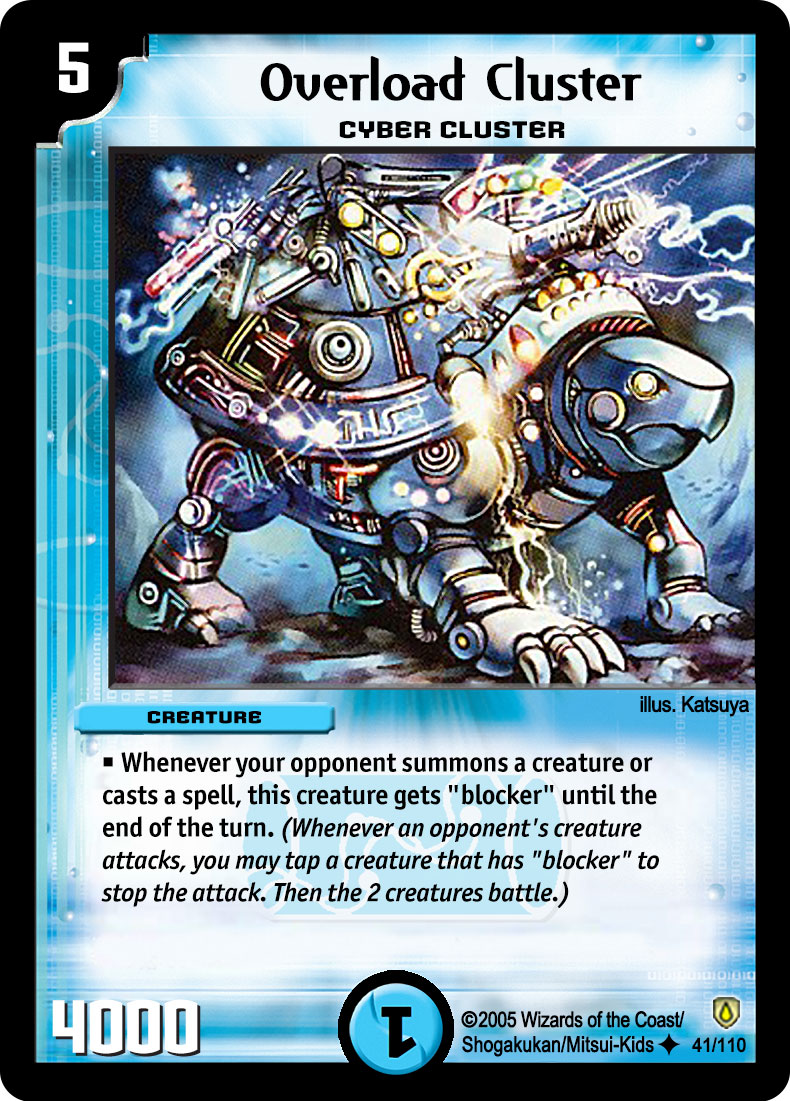 5
Overload Cluster
CYBER CLUSTER
illus. Katsuya
CREATURE
▪ Whenever your opponent summons a creature or
casts a spell, this creature gets "blocker" until the
end of the turn. (Whenever an opponent's creature
attacks, you may tap a creature that has "blocker" to
stop the attack. Then the 2 creatures battle.)
4000
1
©2005 Wizards of the Coast/
Shogakukan/Mitsui-Kids ✦ 41/110